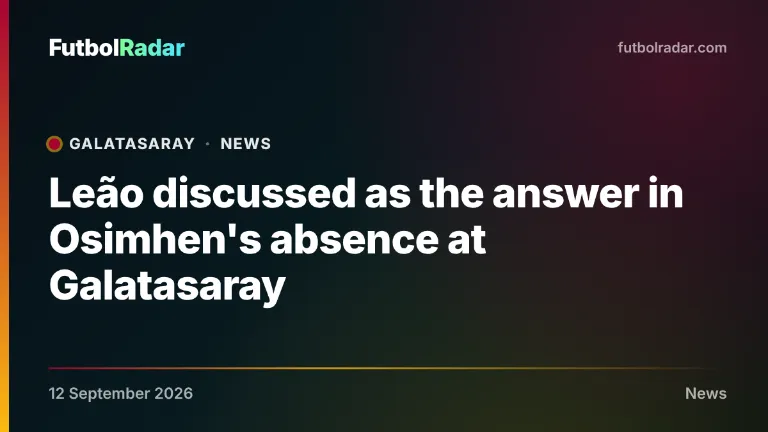 FutbolRadar
futbolradar.com
GALATASARAY · NEWS
Leão discussed as the answer in
Osimhen's absence at
Galatasaray
12 September 2026
News